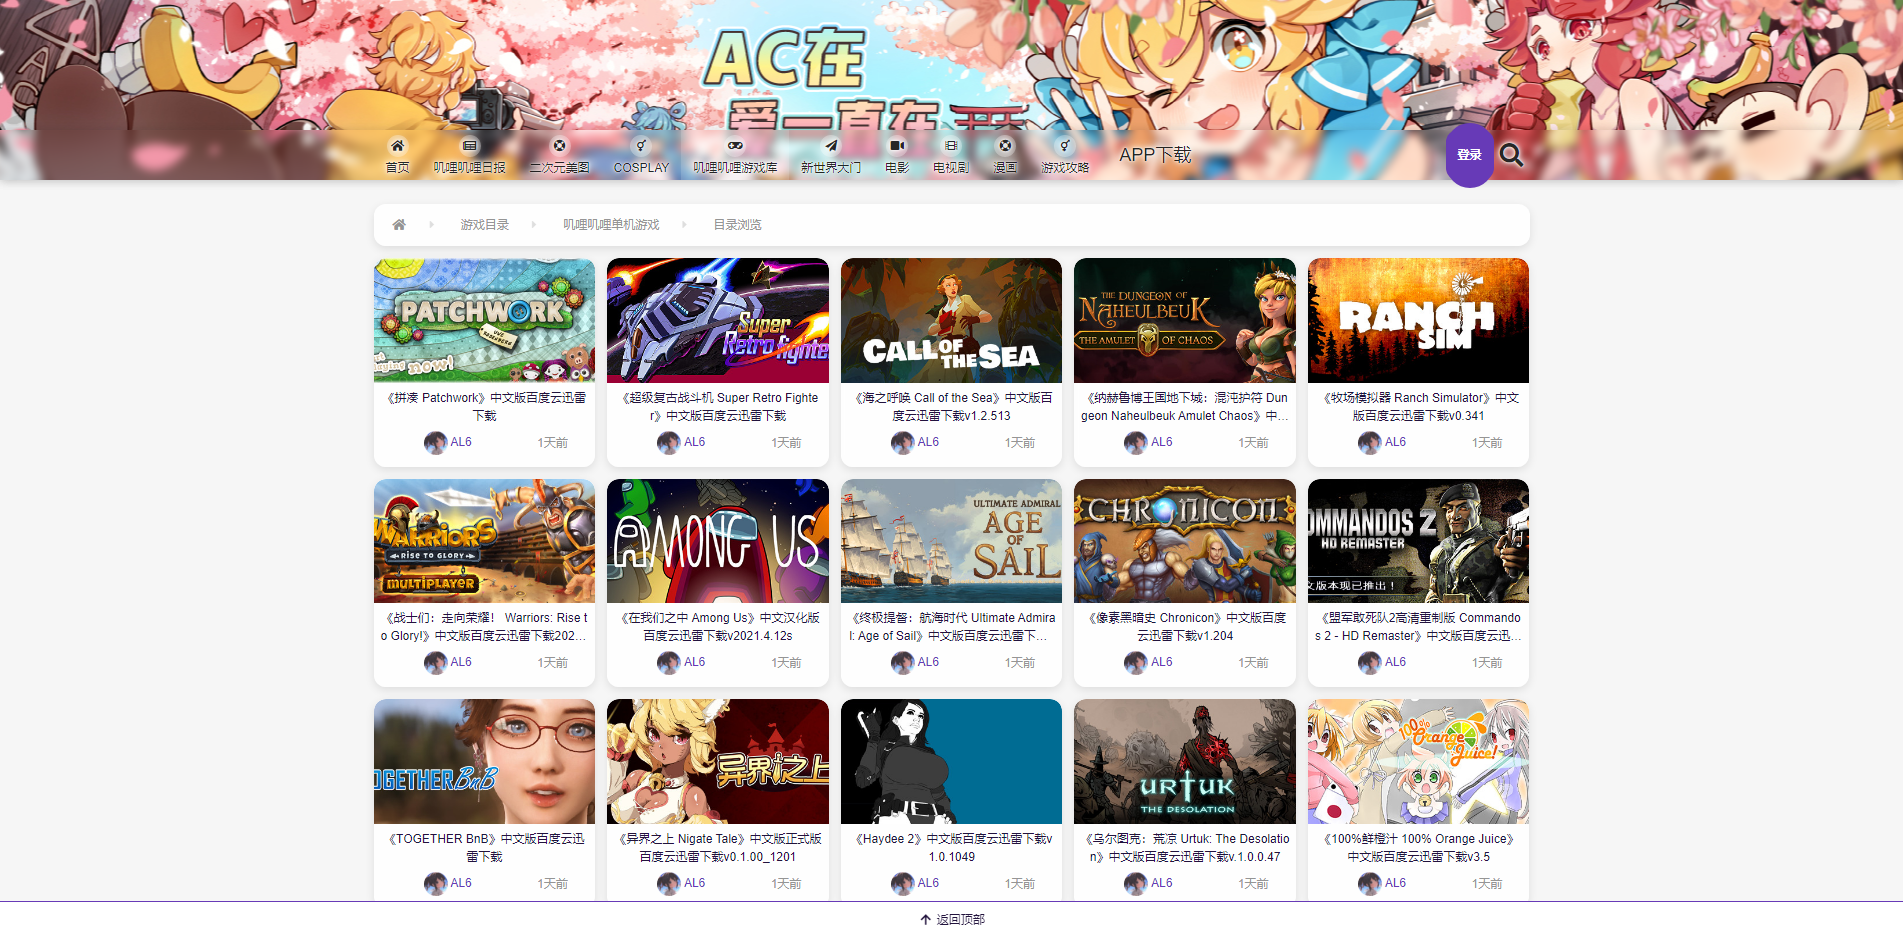 AC在
爱一直在
首页
叽哩叽哩日报
二次元美图
COSPLAY
叽哩叽哩游戏库
新世界大门
电影
电视剧
漫画
游戏攻略
APP下载
登录
游戏目录
叽哩叽哩单机游戏
目录浏览
PATCHWORK
now!
Super
Retro fighte
CALL OF THE SEA
THE DUNGEON OF
NAHEULBEUK
THE AMULET OF CHAOS
RANCH
SIM
《拼凑 Patchwork》中文版百度云迅雷
下载
AL6
1天前
《超级复古战斗机 Super Retro Fighte
r》中文版百度云迅雷下载
AL6
1天前
《海之呼唤 Call of the Sea》中文版百
度云迅雷下载v1.2.513
AL6
1天前
《纳赫鲁博王国地下城：混沌护符 Dun
geon Naheulbeuk Amulet Chaos》中...
AL6
1天前
《牧场模拟器 Ranch Simulator》中文
版百度云迅雷下载v0.341
AL6
1天前
WARRIORS
RISE TO GLORY
MULTIPLAYER
AMONG US
ULTIMATE ADMIRAL
AGE
OF
SAIL
CHRONICON
OMMANDOS 2
HD REMASTER
文版本现已推出！
《战士们：走向荣耀！ Warriors: Rise t
o Glory!》中文版百度云迅雷下载202...
AL6
1天前
《在我们之中 Among Us》中文汉化版
百度云迅雷下载v2021.4.12s
AL6
1天前
《终极提督：航海时代 Ultimate Admira
l: Age of Sail》中文版百度云迅雷下...
AL6
1天前
《像素黑暗史 Chronicon》中文版百度
云迅雷下载v1.204
AL6
1天前
《盟军敢死队2高清重制版 Commando
s 2 - HD Remaster》中文版百度云迅...
AL6
1天前
OGETHER BnB
异界之上
URTUK
THE DESOLATION
100%
Orange
Juice!
《TOGETHER BnB》中文版百度云迅
雷下载
AL6
1天前
《异界之上 Nigate Tale》中文版正式版
百度云迅雷下载v0.1.00_1201
AL6
1天前
《Haydee 2》中文版百度云迅雷下载v
1.0.1049
AL6
1天前
《乌尔图克：荒凉 Urtuk: The Desolatio
n》中文版百度云迅雷下载v.1.0.0.47
AL6
1天前
《100%鲜橙汁 100% Orange Juice》
中文版百度云迅雷下载v3.5
AL6
1天前
返回顶部